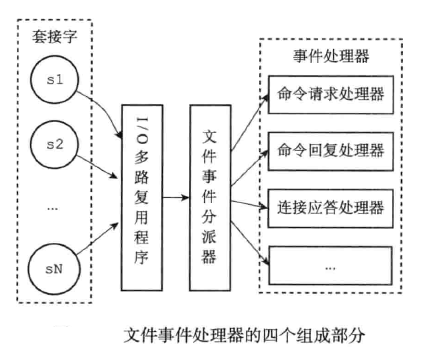 套接字
s1
s2
...
sN
I/O多路复用程序
文件事件分派器
事件处理器
命令请求处理器
命令回复处理器
连接应答处理器
...
文件事件处理器的四个组成部分